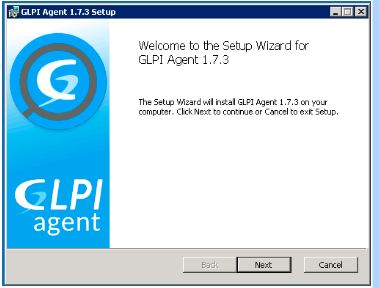 GLPI Agent 1.7.3 Setup
Welcome to the Setup Wizard for
GLPI Agent 1.7.3
The Setup Wizard will install GLPI Agent 1.7.3 on your
computer. Click Next to continue or Cancel to exit Setup.
GLPI
agent
Back Next Cancel